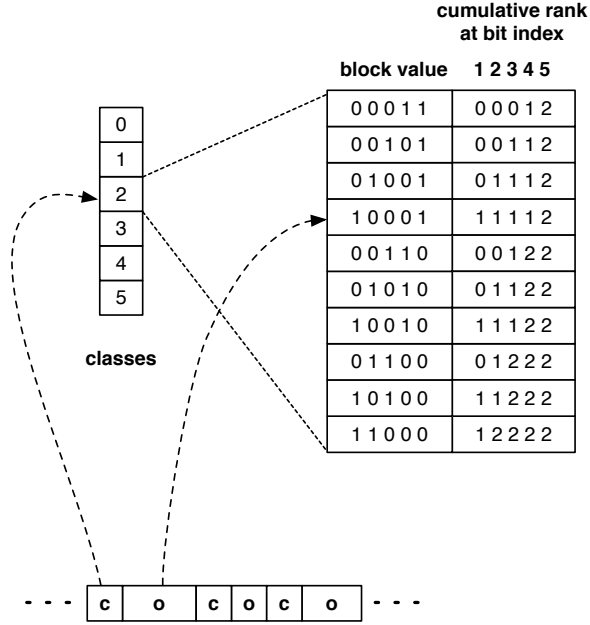 cumulative rank
at bit index
block value 1 2 3 4 5
0 0 0 1 1 0 0 0 1 2
0 0 1 0 1 0 0 1 1 2
0 1 0 0 1 0 1 1 1 2
1 0 0 0 1 1 1 1 1 2
0 0 1 1 0 0 0 1 2 2
0 1 0 1 0 0 1 1 2 2
1 0 0 1 0 1 1 1 2 2
0 1 1 0 0 0 1 2 2 2
1 0 1 0 0 1 1 2 2 2
1 1 0 0 0 1 2 2 2 2
0
1
2
3
4
5
classes
- - - c o c o c o - - -